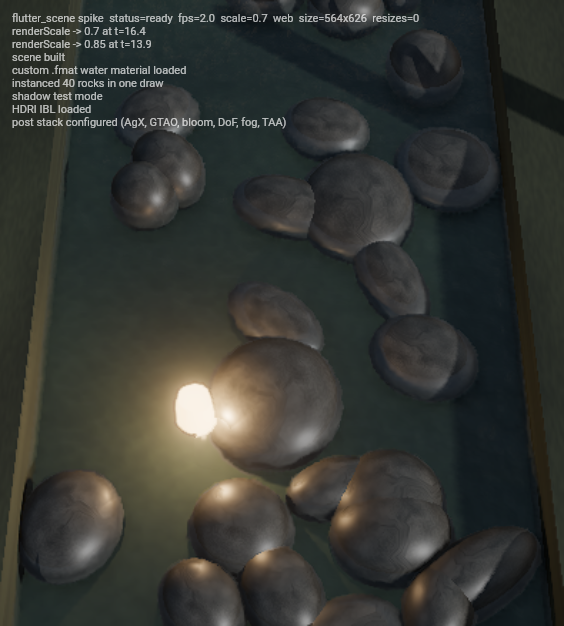 flutter_scene spike  status=ready  fps=2.0  scale=0.7  web  size=564x626  resizes=0
renderScale -> 0.7 at t=16.4
renderScale -> 0.85 at t=13.9
scene built
custom .fmat water material loaded
instanced 40 rocks in one draw
shadow test mode
HDRI IBL loaded
post stack configured (AgX, GTAO, bloom, DoF, fog, TAA)